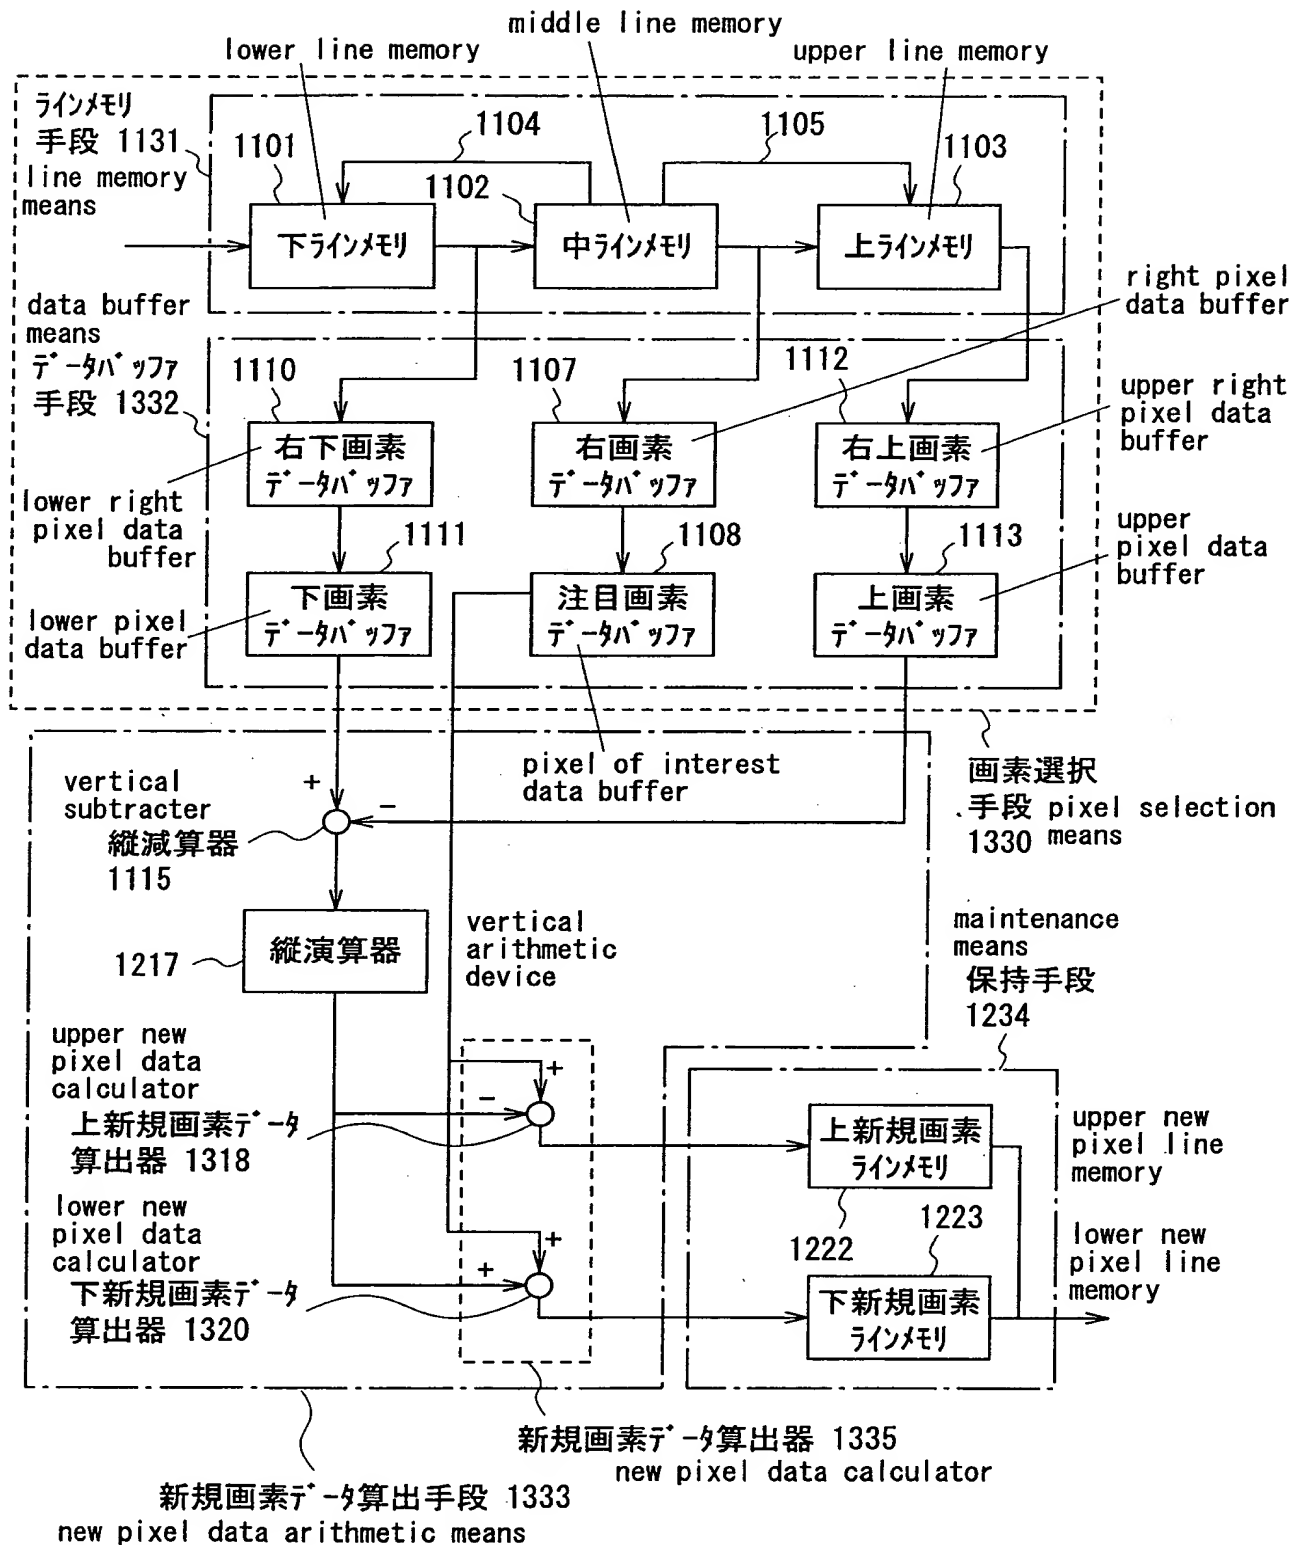 middle line memory
lower line memory
upper line memory
ラインメモリ
手段 1131
line memory
means
1101
1104
1102
1105
1103
下ラインメモリ
中ラインメモリ
上ラインメモリ
right pixel
data buffer
data buffer
means
データバッファ
手段 1332
1110
1107
1112
upper right
pixel data
buffer
右下画素
データバッファ
右画素
データバッファ
右上画素
データバッファ
lower right
pixel data
buffer
1111
1108
1113
upper
pixel data
buffer
下画素
データバッファ
注目画素
データバッファ
上画素
データバッファ
lower pixel
data buffer
pixel of interest
data buffer
画素選択
手段 pixel selection
1330 means
vertical
subtracter
縦減算器
1115
+
-
1217
縦演算器
vertical
arithmetic
device
maintenance
means
保持手段
1234
upper new
pixel data
calculator
上新規画素データ
算出器 1318
+
-
上新規画素
ラインメモリ
1222
upper new
pixel line
memory
lower new
pixel data
calculator
下新規画素データ
算出器 1320
+
+
1223
下新規画素
ラインメモリ
lower new
pixel line
memory
新規画素データ算出器 1335
new pixel data calculator
新規画素データ算出手段 1333
new pixel data arithmetic means